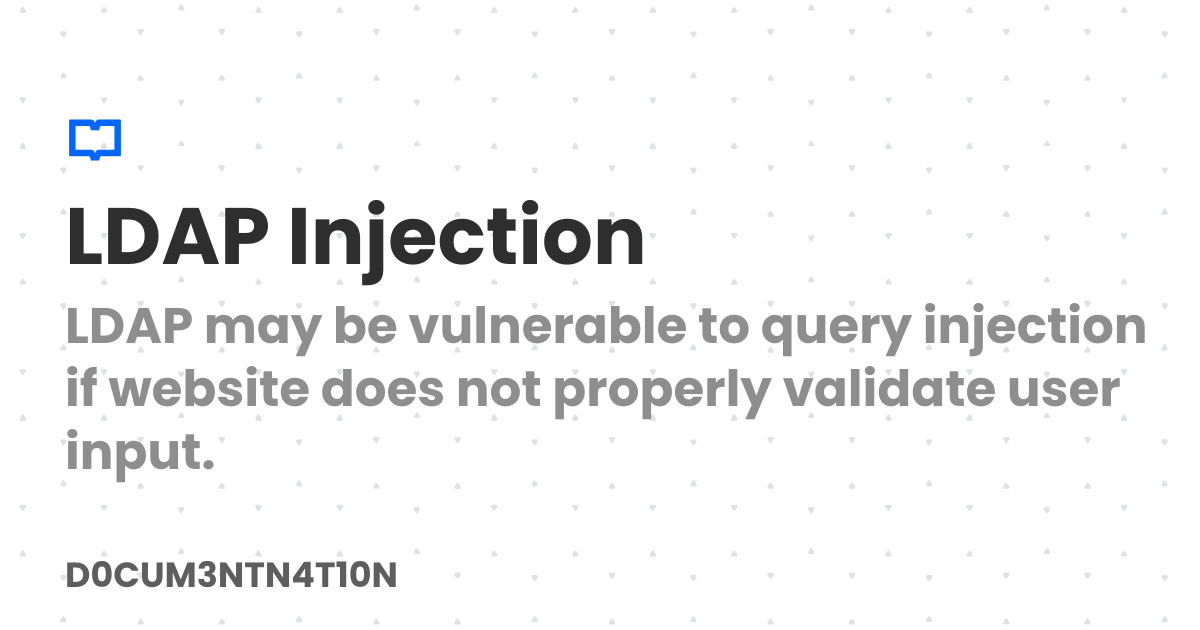 LDAP Injection
LDAP may be vulnerable to query injection
if website does not properly validate user
input.
D0CUM3NTN4T10N